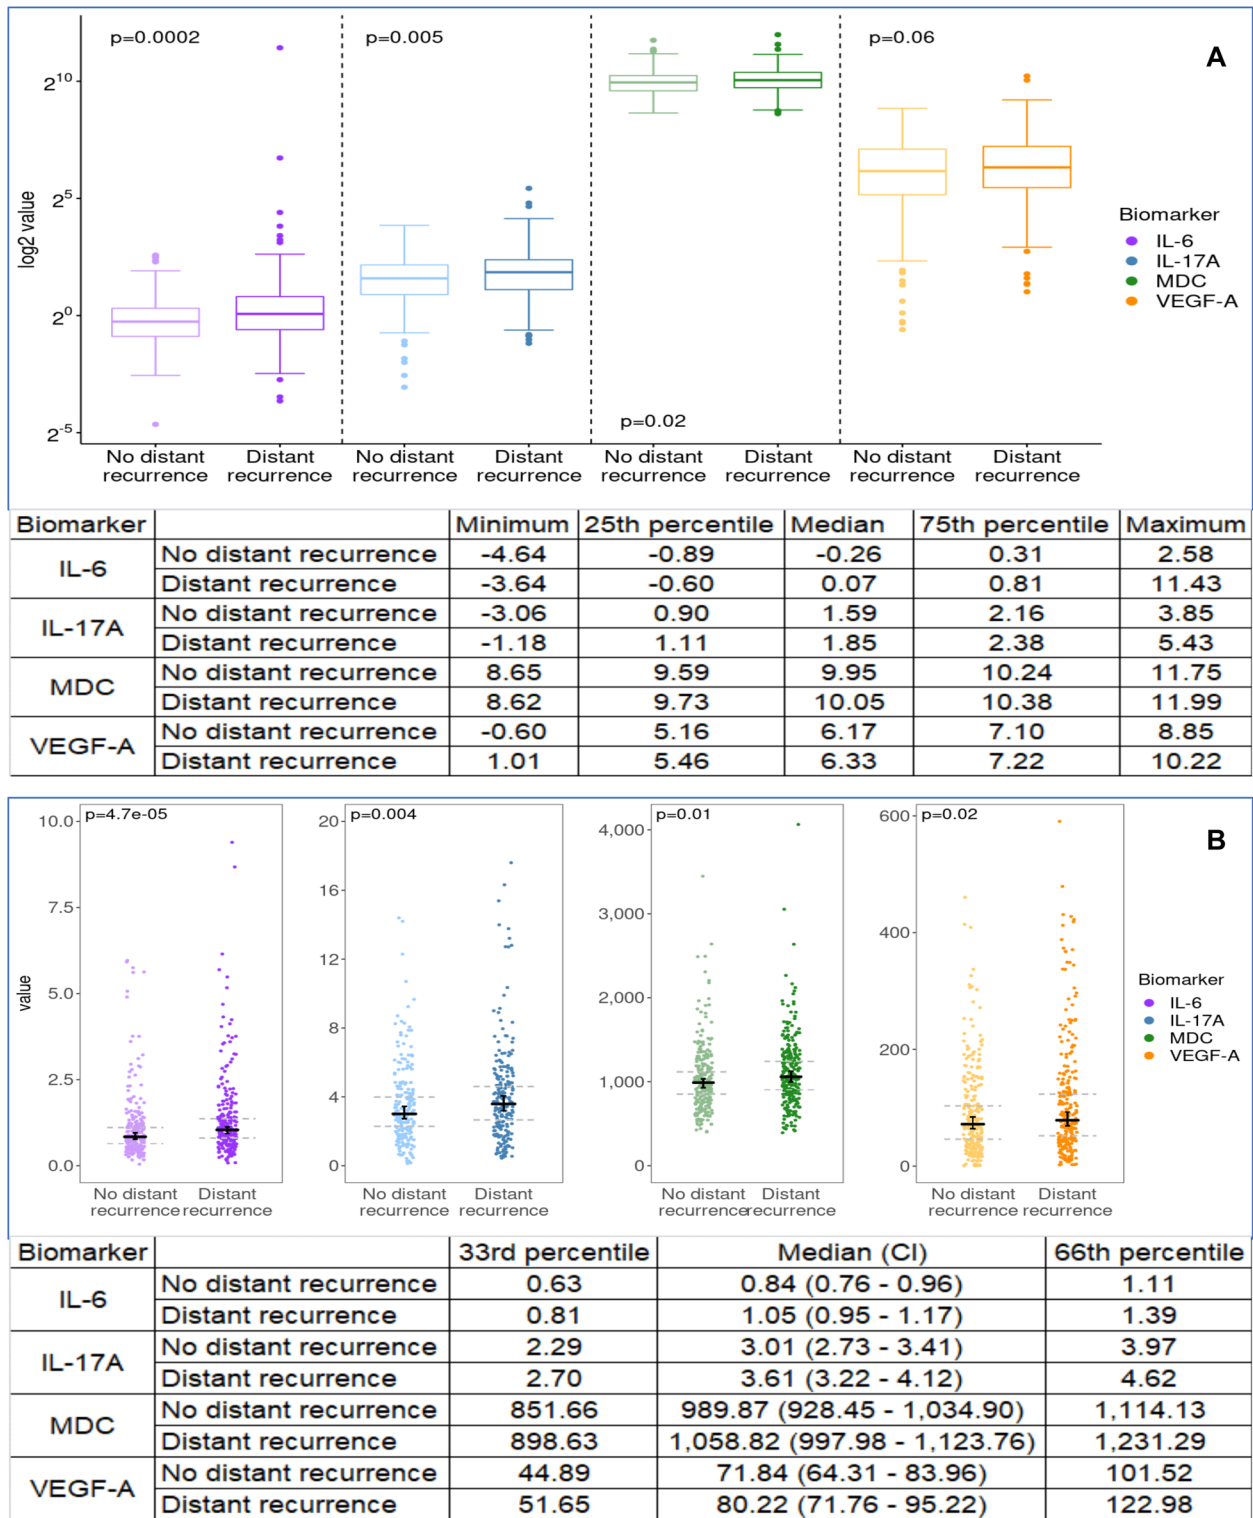 p=0.0002 p=0.005 p=0.06
A
log2 value
2^10
2^5
2^0
2^-5
p=0.02
Biomarker
IL-6
IL-17A
MDC
VEGF-A
No distant recurrence
Distant recurrence
No distant recurrence
Distant recurrence
No distant recurrence
Distant recurrence
No distant recurrence
Distant recurrence
Biomarker Minimum 25th percentile Median 75th percentile Maximum
IL-6 No distant recurrence -4.64 -0.89 -0.26 0.31 2.58
Distant recurrence -3.64 -0.60 0.07 0.81 11.43
IL-17A No distant recurrence -3.06 0.90 1.59 2.16 3.85
Distant recurrence -1.18 1.11 1.85 2.38 5.43
MDC No distant recurrence 8.65 9.59 9.95 10.24 11.75
Distant recurrence 8.62 9.73 10.05 10.38 11.99
VEGF-A No distant recurrence -0.60 5.16 6.17 7.10 8.85
Distant recurrence 1.01 5.46 6.33 7.22 10.22
B
value
p=4.7e-05
10.0
7.5
5.0
2.5
0.0
No distant recurrence
Distant recurrence
p=0.004
20
16
12
8
4
0
No distant recurrence
Distant recurrence
p=0.01
4,000
3,000
2,000
1,000
0
No distant recurrence
Distant recurrence
p=0.02
600
400
200
0
No distant recurrence
Distant recurrence
Biomarker
IL-6
IL-17A
MDC
VEGF-A
Biomarker 33rd percentile Median (CI) 66th percentile
IL-6 No distant recurrence 0.63 0.84 (0.76 - 0.96) 1.11
Distant recurrence 0.81 1.05 (0.95 - 1.17) 1.39
IL-17A No distant recurrence 2.29 3.01 (2.73 - 3.41) 3.97
Distant recurrence 2.70 3.61 (3.22 - 4.12) 4.62
MDC No distant recurrence 851.66 989.87 (928.45 - 1,034.90) 1,114.13
Distant recurrence 898.63 1,058.82 (997.98 - 1,123.76) 1,231.29
VEGF-A No distant recurrence 44.89 71.84 (64.31 - 83.96) 101.52
Distant recurrence 51.65 80.22 (71.76 - 95.22) 122.98